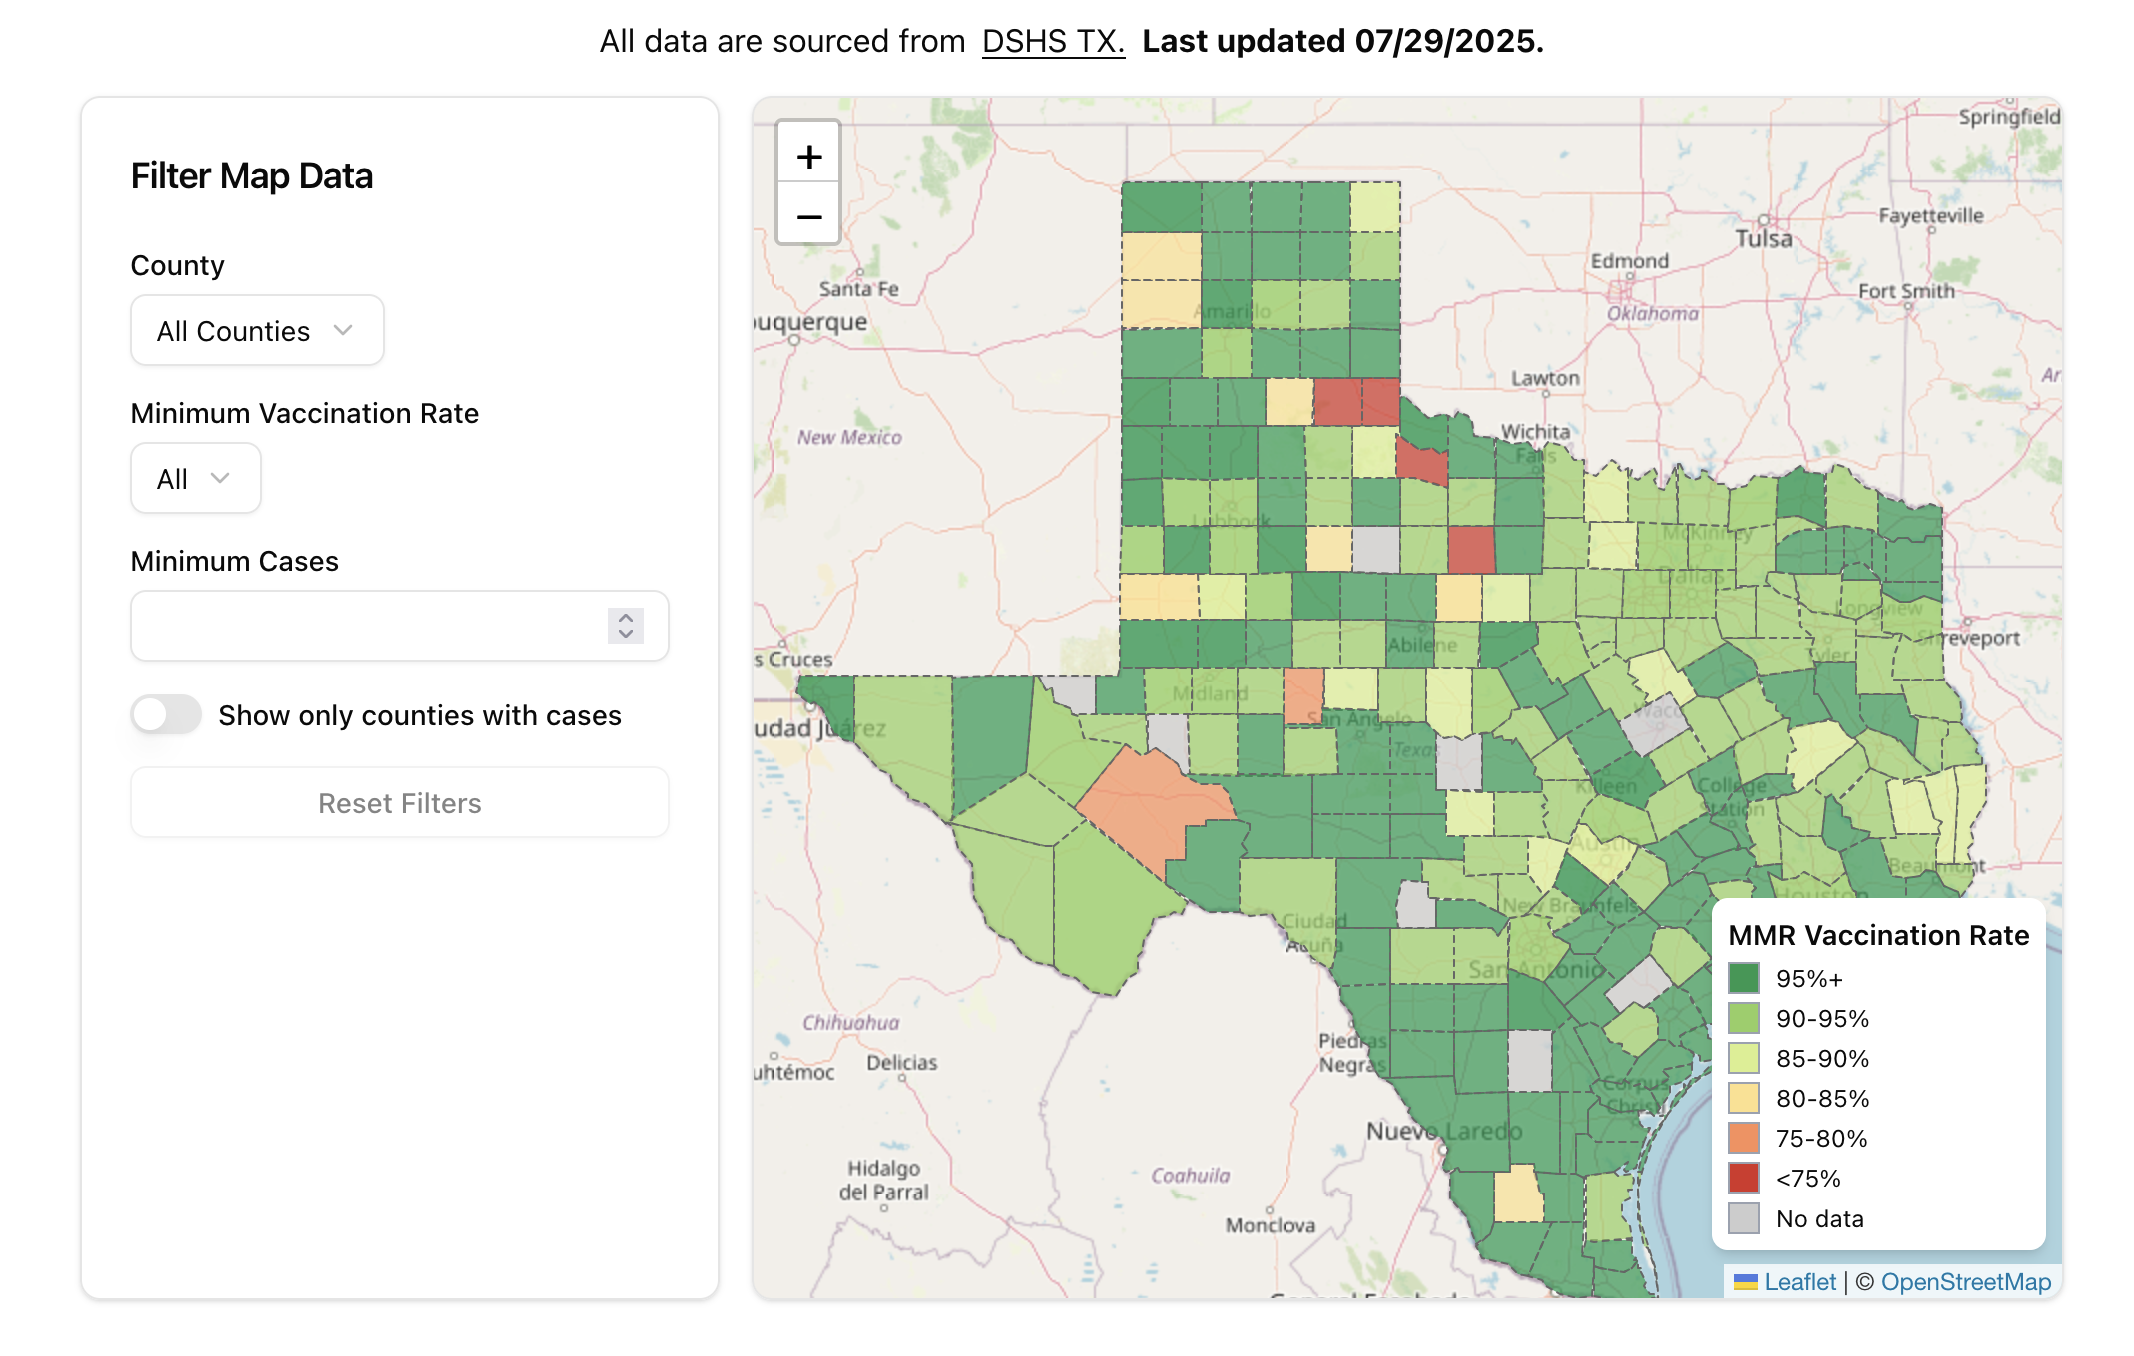 All data are sourced from DSHS TX. Last updated 07/29/2025.
Filter Map Data
County
All Counties
Minimum Vaccination Rate
All
Minimum Cases
Show only counties with cases
Reset Filters
+
−
Springfield
Fayetteville
Tulsa
Edmond
Santa Fe
Fort Smith
Amarillo
Oklahoma
uquerque
Lawton
Ar
New Mexico
Wichita
Falls
Lubbock
McKinney
Dallas
Longview
Shreveport
Abilene
s Cruces
Tyler
Midland
San Angelo
Waco
udad Juárez
Texas
Killeen
College
Station
Austin
Beaumont
Houston
New Braunfels
Ciudad
Acuña
San Antonio
Chihuahua
Piedras
Negras
Delicias
uhtémoc
Corpus
Christi
Nuevo Laredo
Hidalgo
del Parral
Coahuila
Monclova
MMR Vaccination Rate
95%+
90-95%
85-90%
80-85%
75-80%
<75%
No data
Leaflet | © OpenStreetMap